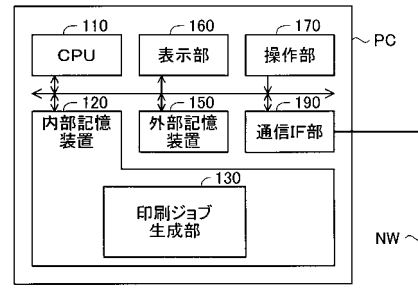 110
160
170
CPU
表示部
操作部
PC
120
150
190
内部記憶
装置
外部記憶
装置
通信IF部
130
印刷ジョブ
生成部
NW